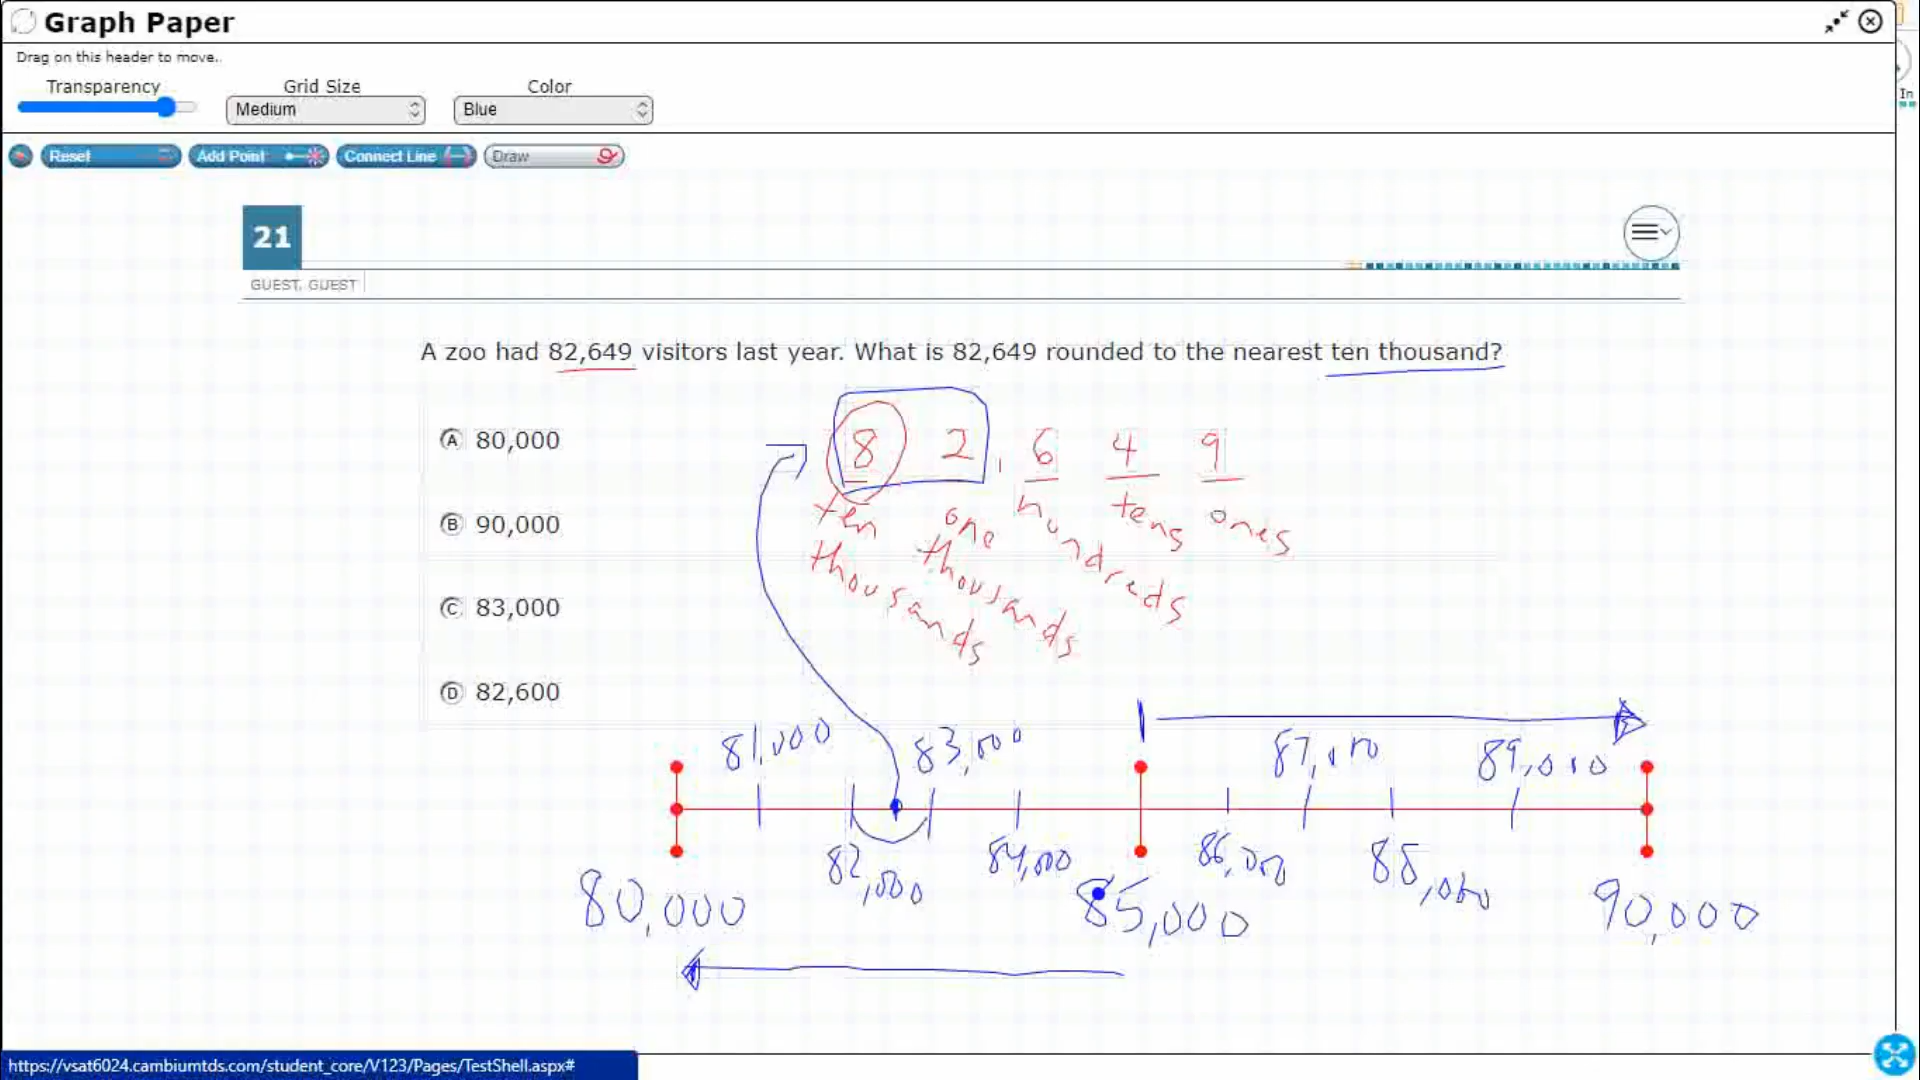 Graph Paper
Drag on this header to move..
Transparency Grid Size Color
Medium Blue
Reset Add Point Connect Line Draw
In
21
GUEST, GUEST
A zoo had 82,649 visitors last year. What is 82,649 rounded to the nearest ten thousand?
A 80,000
8 2, 6 4 9
ten thousands one thousands hundreds tens ones
B 90,000
C 83,000
D 82,600
81,000 83,000 87,000 89,000
82,000 84,000 86,000 88,000
80,000 85,000 90,000
https://vsat6024.cambiumtds.com/student_core/V123/Pages/TestShell.aspx#